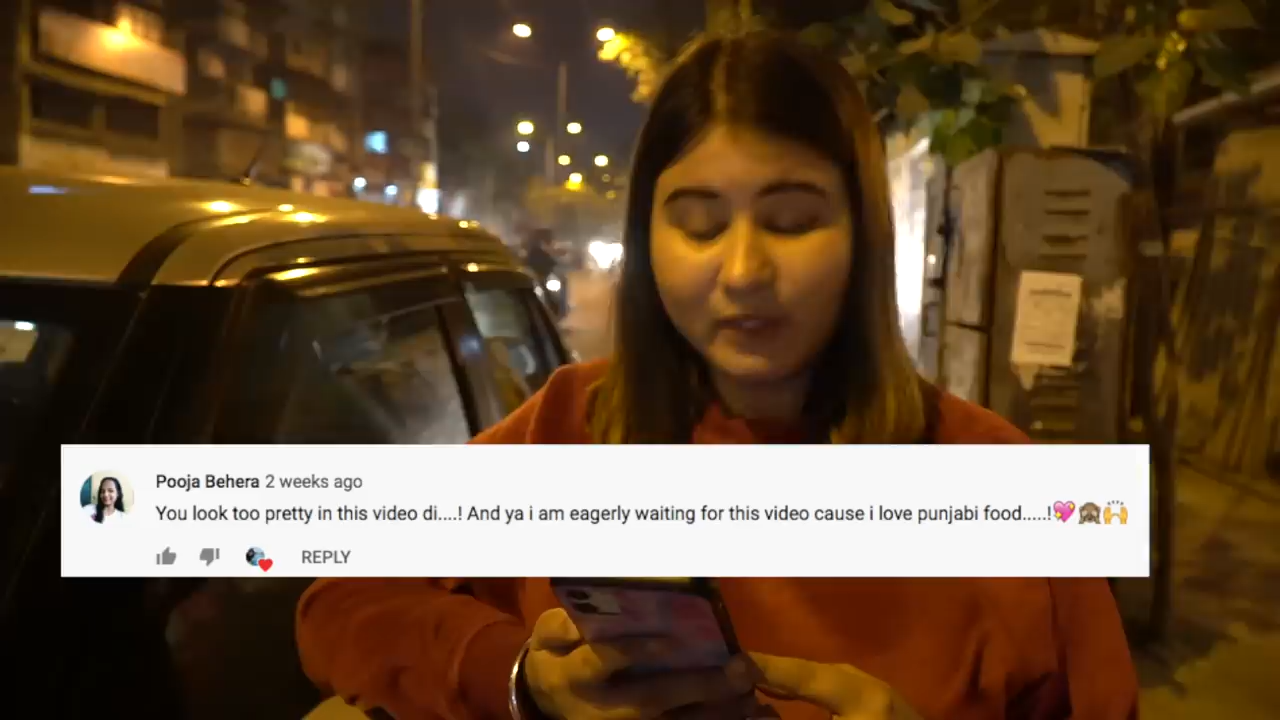 Pooja Behera 2 weeks ago
You look too pretty in this video di....! And ya i am eagerly waiting for this video cause i love punjabi food.....!💖🙈🙌
REPLY